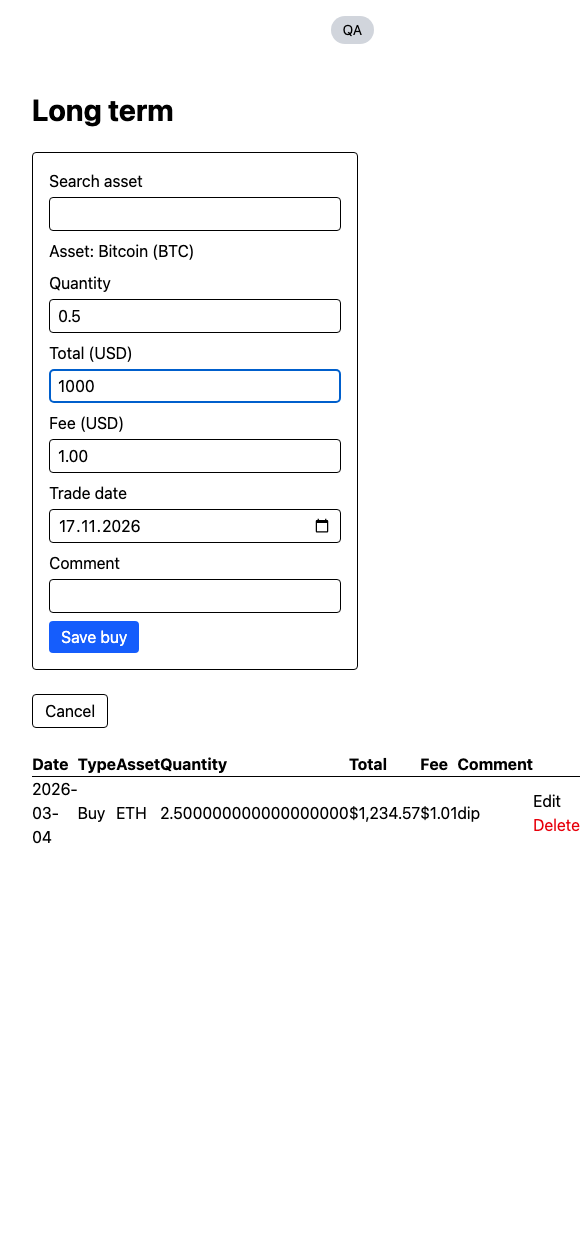 QA
Long term
Search asset
Asset: Bitcoin (BTC)
Quantity
0.5
Total (USD)
1000
Fee (USD)
1.00
Trade date
17.11.2026
Comment
Save buy
Cancel
Date Type Asset Quantity Total Fee Comment
2026-
03-
04
Buy ETH 2.500000000000000000 $1,234.57 $1.01 dip
Edit
Delete